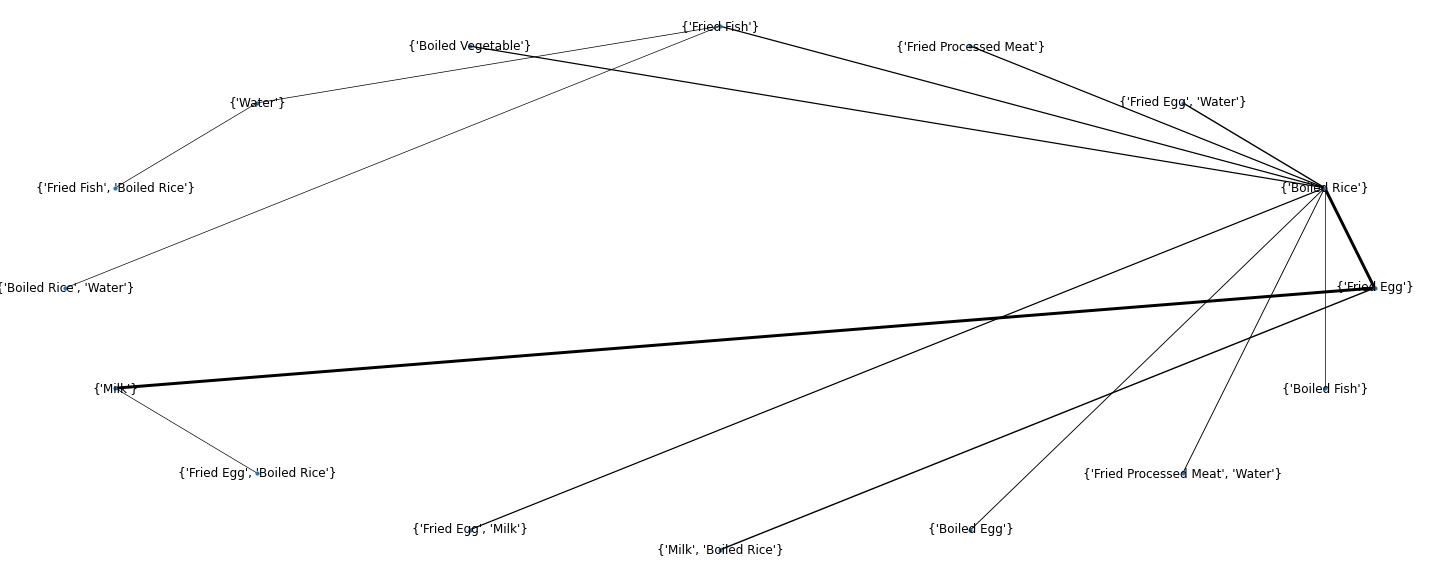 {'Fried Fish'}
{'Boiled Vegetable'}
{'Fried Processed Meat'}
{'Water'}
{'Fried Egg', 'Water'}
{'Fried Fish', 'Boiled Rice'}
{'Boiled Rice'}
{'Boiled Rice', 'Water'}
{'Fried Egg'}
{'Milk'}
{'Boiled Fish'}
{'Fried Egg', 'Boiled Rice'}
{'Fried Processed Meat', 'Water'}
{'Fried Egg', 'Milk'}
{'Boiled Egg'}
{'Milk', 'Boiled Rice'}